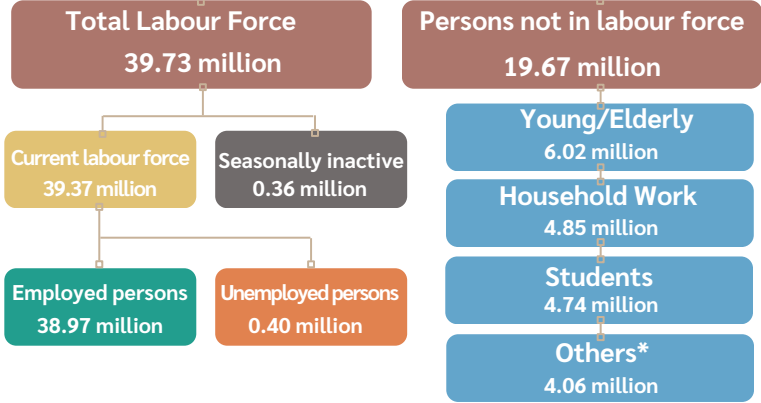 Total Labour Force
39.73 million
Persons not in labour force
19.67 million
Current labour force
39.37 million
Seasonally inactive
0.36 million
Employed persons
38.97 million
Unemployed persons
0.40 million
Young/Elderly
6.02 million
Household Work
4.85 million
Students
4.74 million
Others*
4.06 million